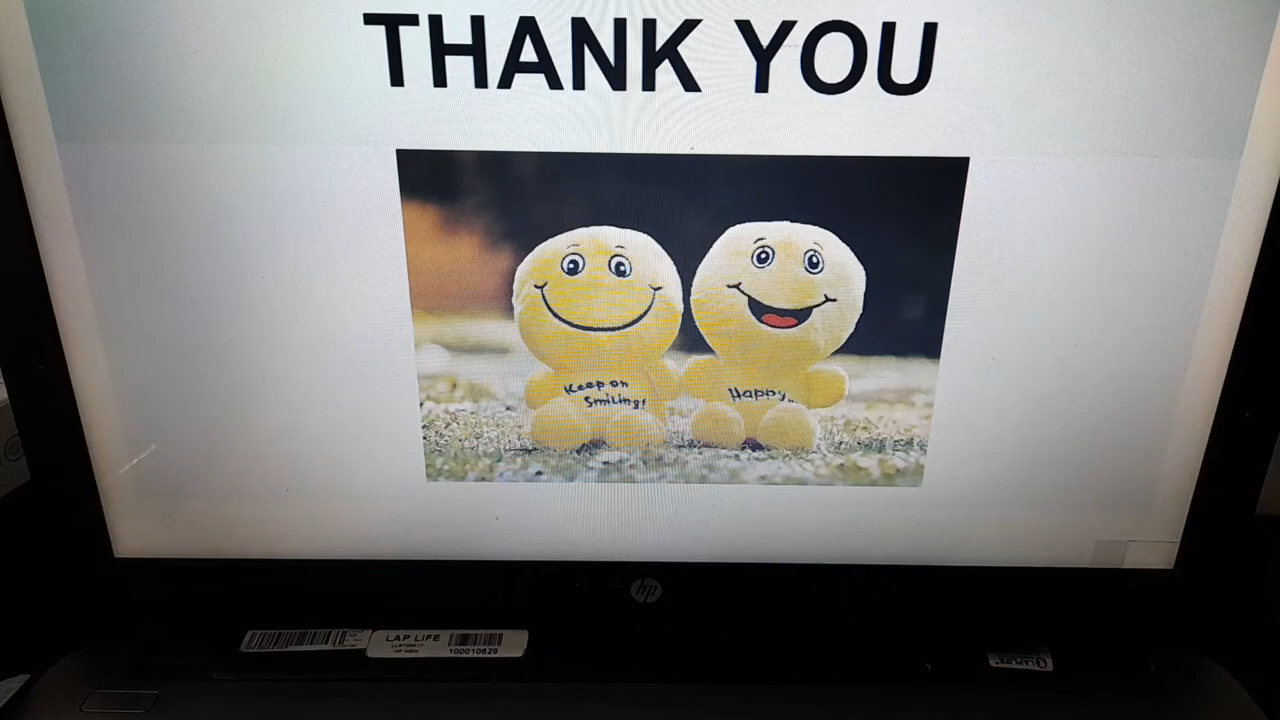 THANK YOU
Keep on
Smiling!
Happy..
hp
LAP LIFE
100010629